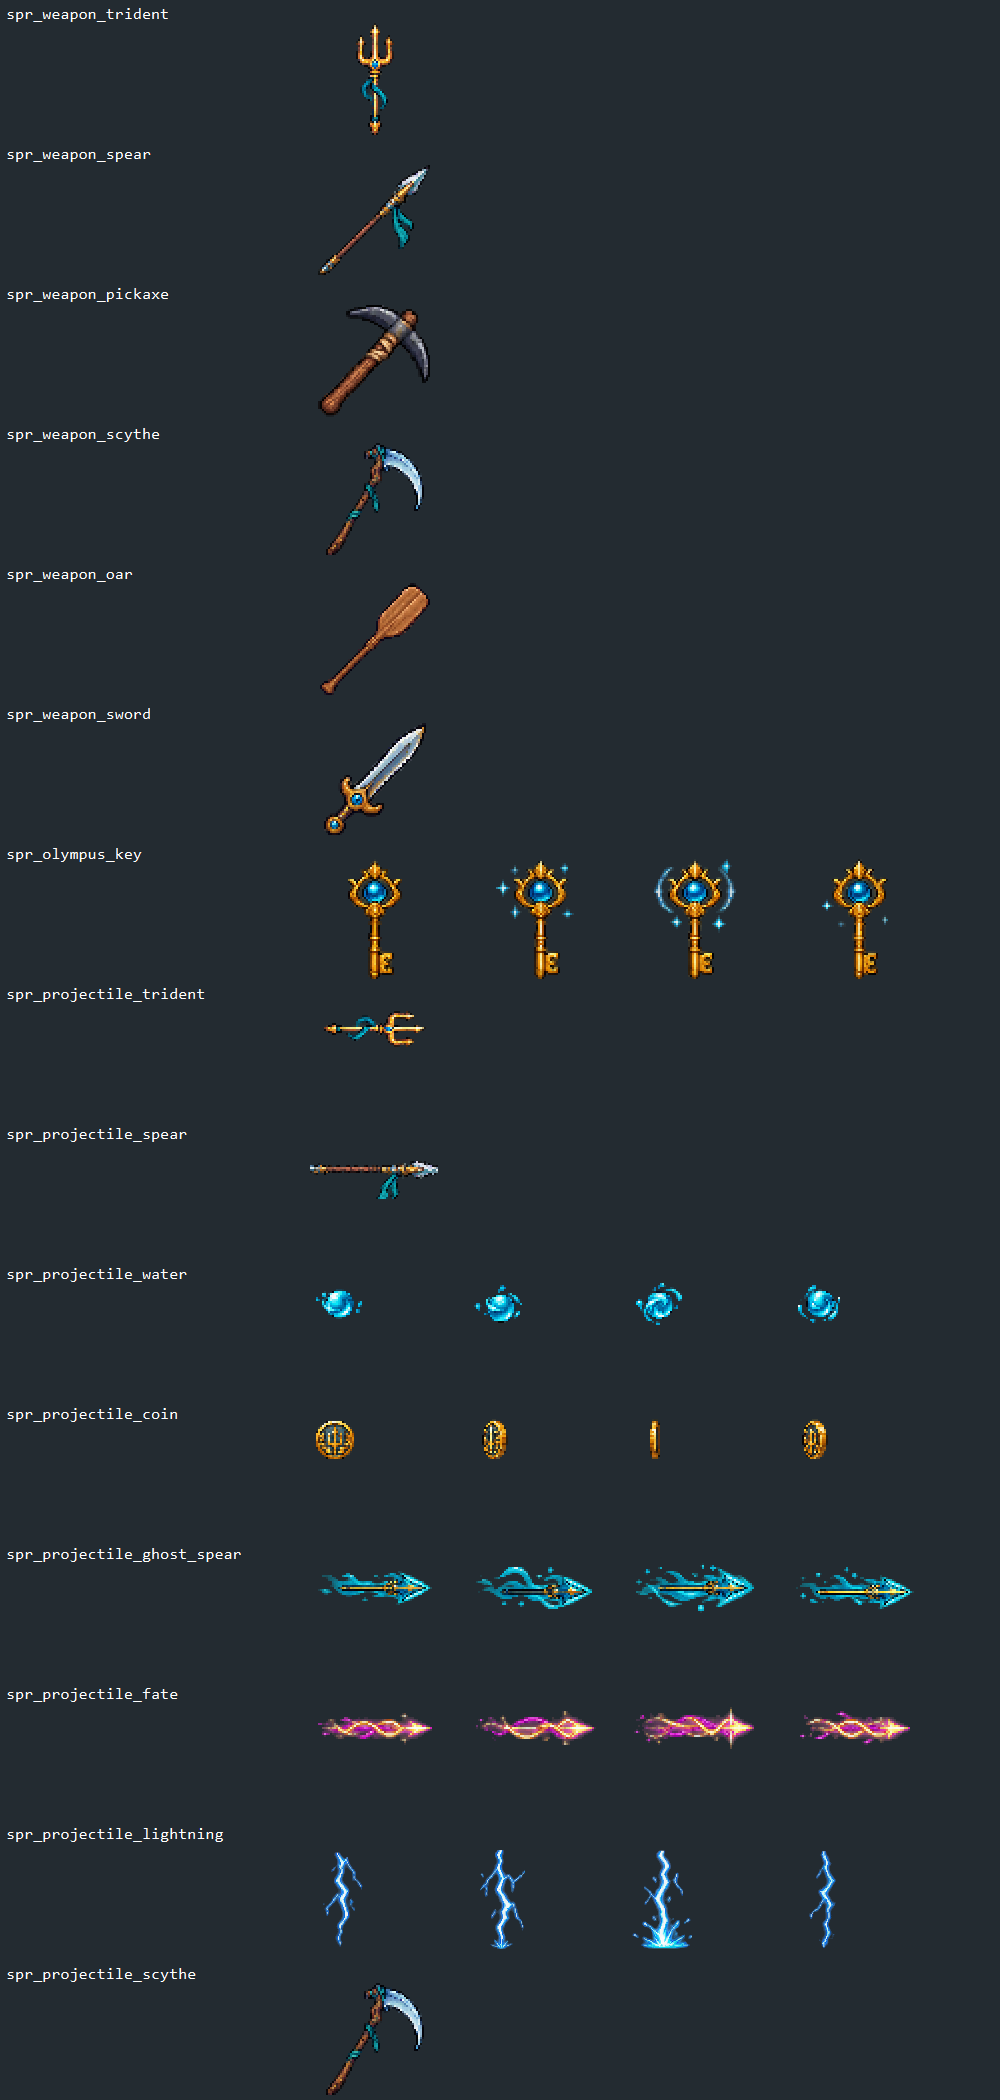 spr_weapon_trident
spr_weapon_spear
spr_weapon_pickaxe
spr_weapon_scythe
spr_weapon_oar
spr_weapon_sword
spr_olympus_key
spr_projectile_trident
spr_projectile_spear
spr_projectile_water
spr_projectile_coin
spr_projectile_ghost_spear
spr_projectile_fate
spr_projectile_lightning
spr_projectile_scythe